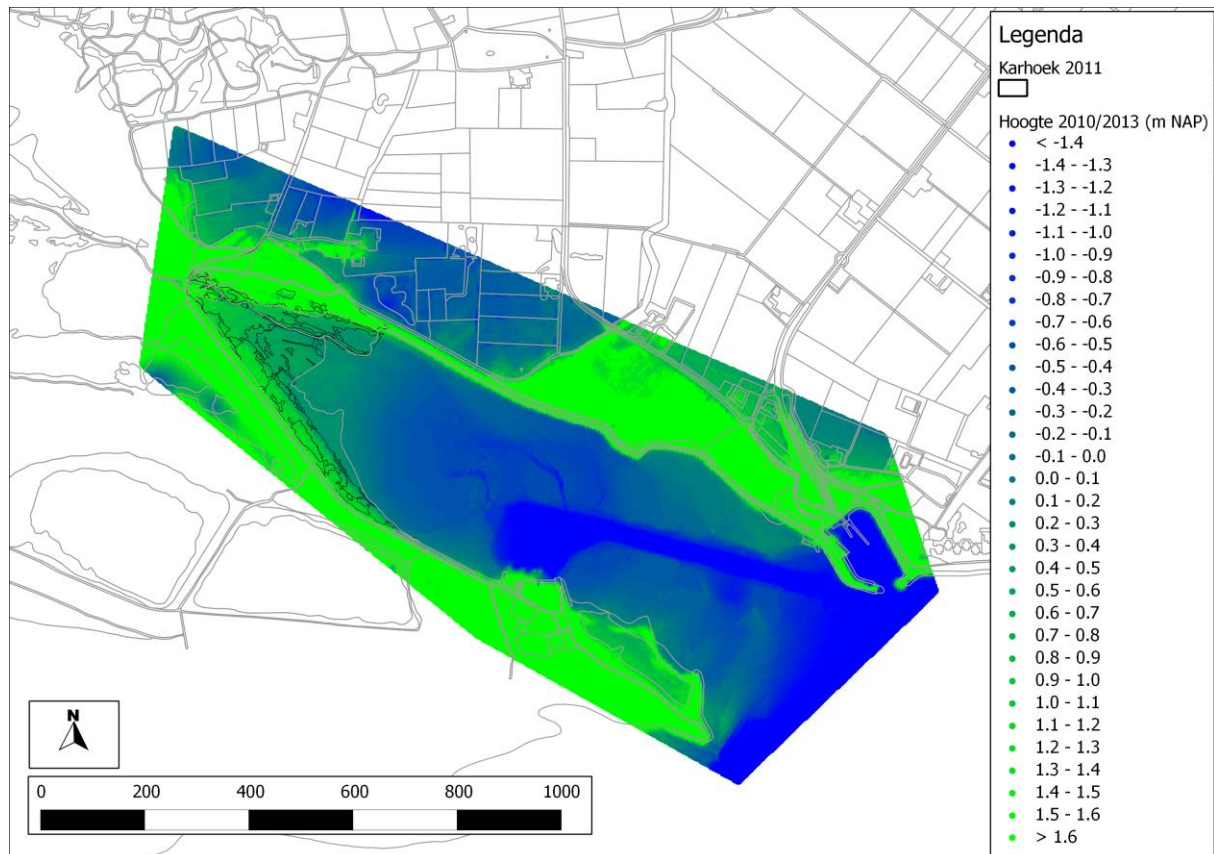 Legenda
Karhoek 2011
Hoogte 2010/2013 (m NAP)
< -1.4
-1.4 - -1.3
-1.3 - -1.2
-1.2 - -1.1
-1.1 - -1.0
-1.0 - -0.9
-0.9 - -0.8
-0.8 - -0.7
-0.7 - -0.6
-0.6 - -0.5
-0.5 - -0.4
-0.4 - -0.3
-0.3 - -0.2
-0.2 - -0.1
-0.1 - 0.0
0.0 - 0.1
0.1 - 0.2
0.2 - 0.3
0.3 - 0.4
0.4 - 0.5
0.5 - 0.6
0.6 - 0.7
0.7 - 0.8
0.8 - 0.9
0.9 - 1.0
1.0 - 1.1
1.1 - 1.2
1.2 - 1.3
1.3 - 1.4
1.4 - 1.5
1.5 - 1.6
> 1.6
N
0 200 400 600 800 1000